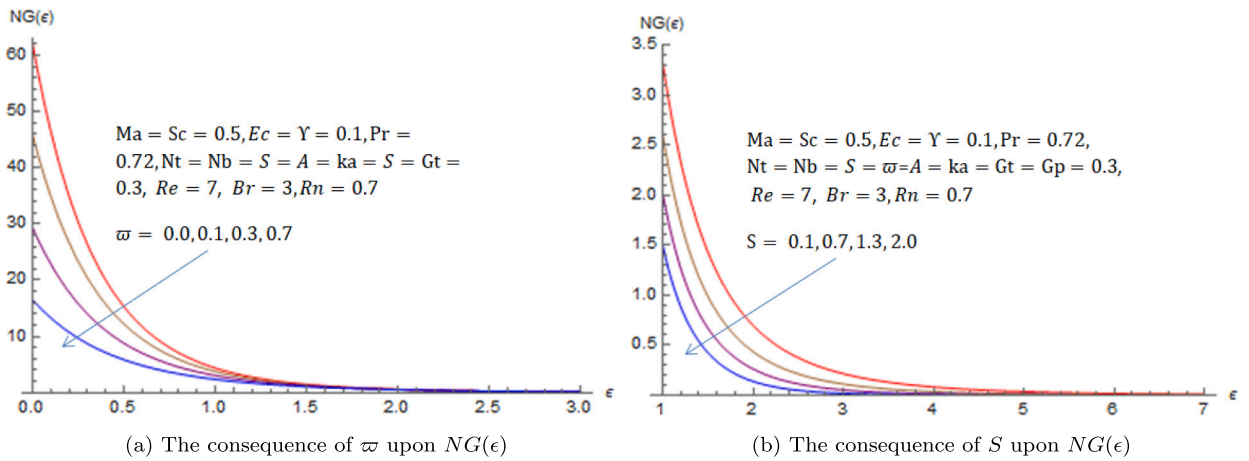 NG(ϵ)
60
50
40
30
20
10
0.0 0.5 1.0 1.5 2.0 2.5 3.0 ϵ
Ma = Sc = 0.5, Ec = ϒ = 0.1, Pr =
0.72, Nt = Nb = S = A = ka = S = Gt =
0.3, Re = 7, Br = 3, Rn = 0.7
ϖ = 0.0, 0.1, 0.3, 0.7
(a) The consequence of ϖ upon NG(ϵ)
NG(ϵ)
3.5
3.0
2.5
2.0
1.5
1.0
0.5
1 2 3 4 5 6 7 ϵ
Ma = Sc = 0.5, Ec = ϒ = 0.1, Pr = 0.72,
Nt = Nb = S = ϖ=A = ka = Gt = Gp = 0.3,
Re = 7, Br = 3, Rn = 0.7
S = 0.1, 0.7, 1.3, 2.0
(b) The consequence of S upon NG(ϵ)